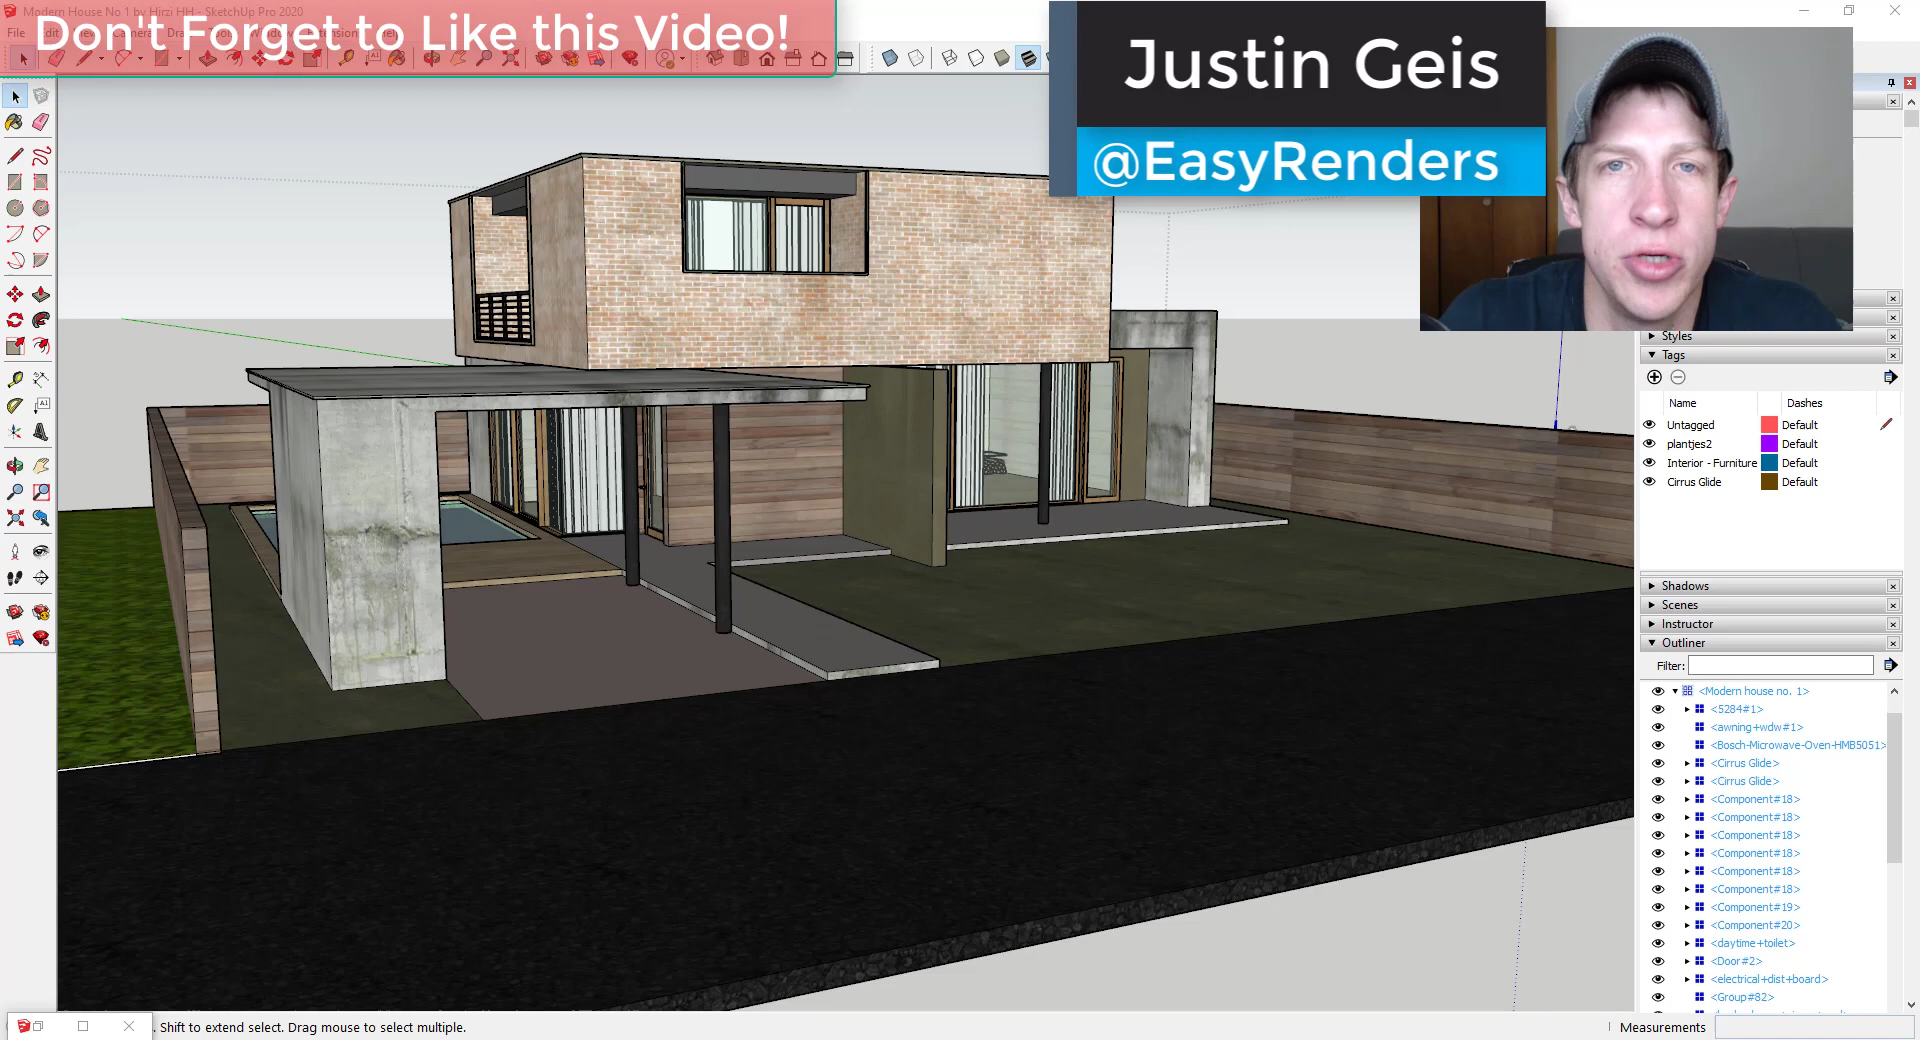 Modern House No 1 by Hirzi HH - SketchUp Pro 2020
Don't Forget to Like this Video!
File
Justin Geis
@EasyRenders
Styles
Tags
Name Dashes
Untagged Default
plantjes2 Default
Interior - Furniture Default
Cirrus Glide Default
Shadows
Scenes
Instructor
Outliner
Filter:
<Modern house no. 1>
<5284#1>
<awning+wdw#1>
<Bosch-Microwave-Oven-HMB5051>
<Cirrus Glide>
<Cirrus Glide>
<Component#18>
<Component#18>
<Component#18>
<Component#18>
<Component#18>
<Component#18>
<Component#19>
<Component#20>
<daytime+toilet>
<Door#2>
<electrical+dist+board>
<Group#82>
. Shift to extend select. Drag mouse to select multiple.
Measurements